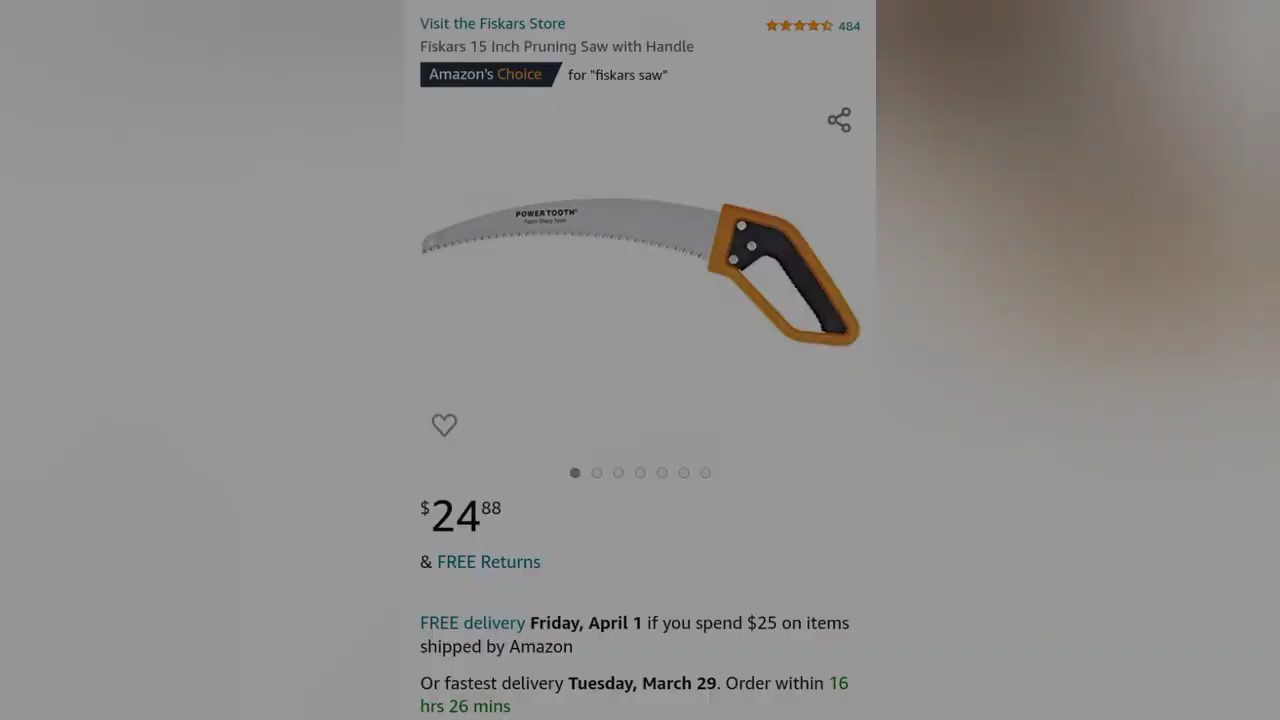 Visit the Fiskars Store
484
Fiskars 15 Inch Pruning Saw with Handle
Amazon's Choice for "fiskars saw"
POWER TOOTH®
$24 88
& FREE Returns
FREE delivery Friday, April 1 if you spend $25 on items
shipped by Amazon
Or fastest delivery Tuesday, March 29. Order within 16
hrs 26 mins